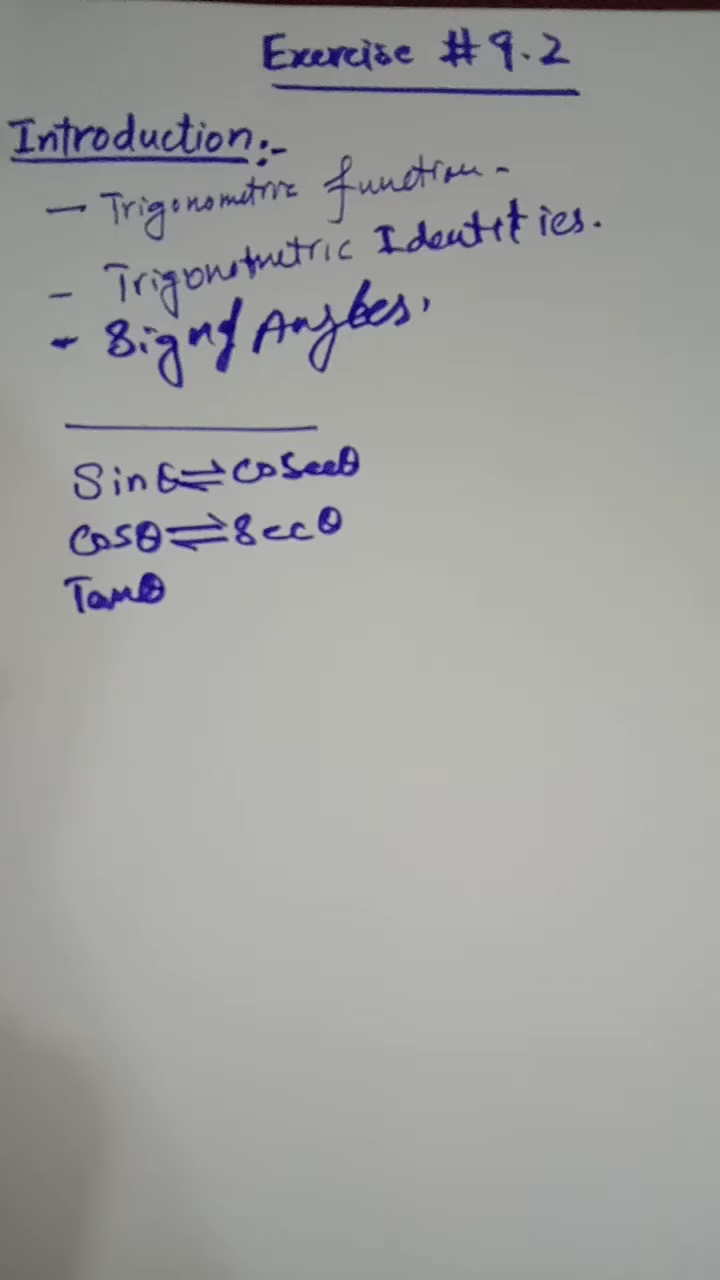 Exercise # 9.2
Introduction:-
- Trigonometric function -
- Trigonometric Identities.
- Sign of Angles.
Sinθ ⇌ Cosecθ
Cosθ ⇌ Secθ
Tanθ